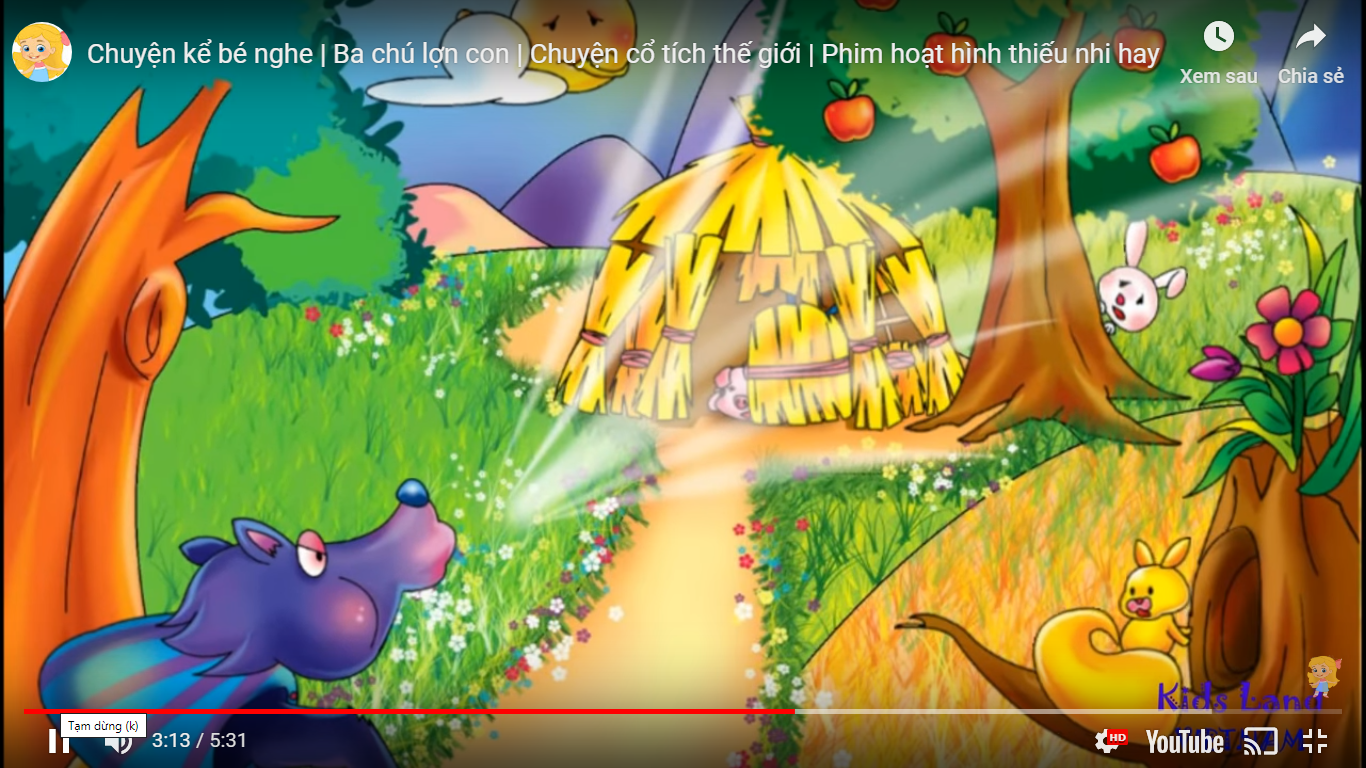 Chuyện kể bé nghe | Ba chú lợn con | Chuyện cổ tích thế giới | Phim hoạt hình thiếu nhi hay
Xem sau
Chia sẻ
Kids Land
Tạm dừng (k)
3:13 / 5:31
HD
YouTube